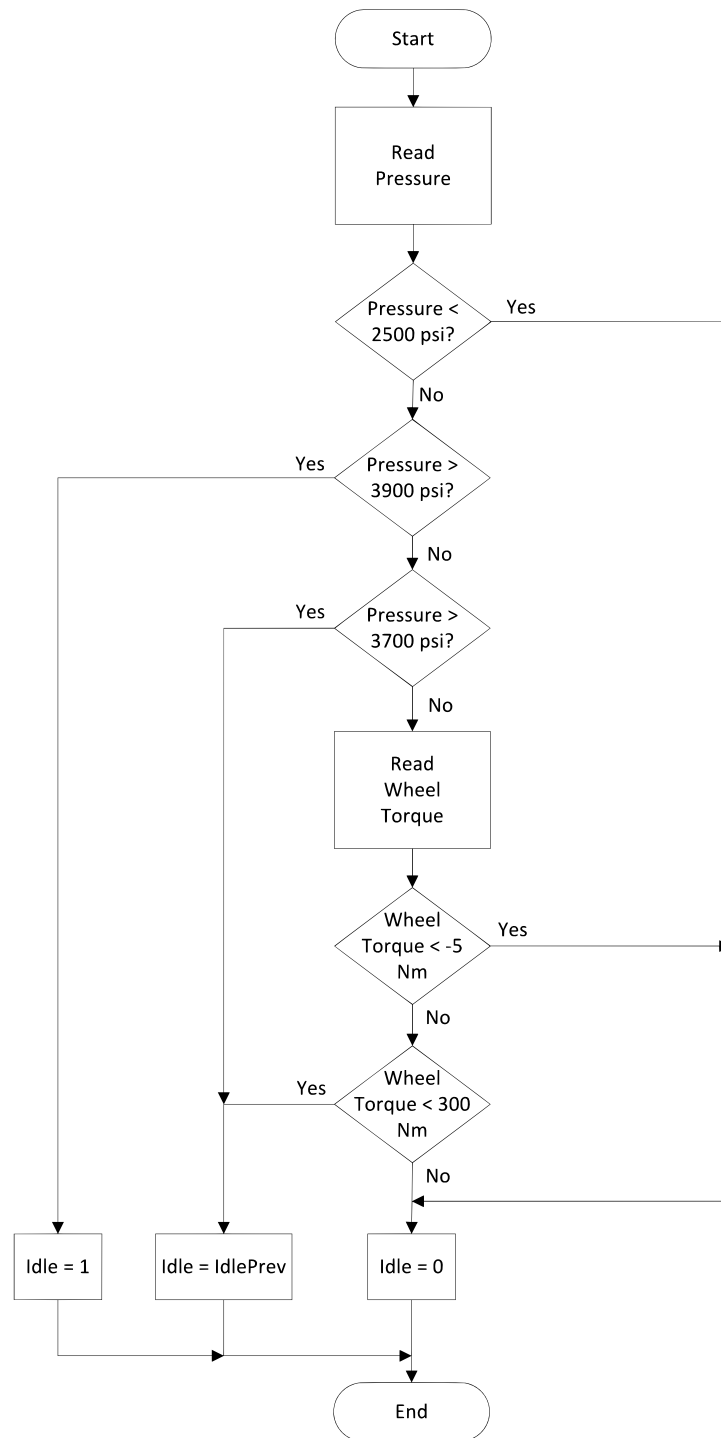 Start
Read
Pressure
Pressure <
2500 psi?
Yes
No
Pressure >
3900 psi?
Yes
No
Pressure >
3700 psi?
Yes
No
Read
Wheel
Torque
Wheel
Torque < -5
Nm
Yes
No
Wheel
Torque < 300
Nm
Yes
No
Idle = 1
Idle = IdlePrev
Idle = 0
End